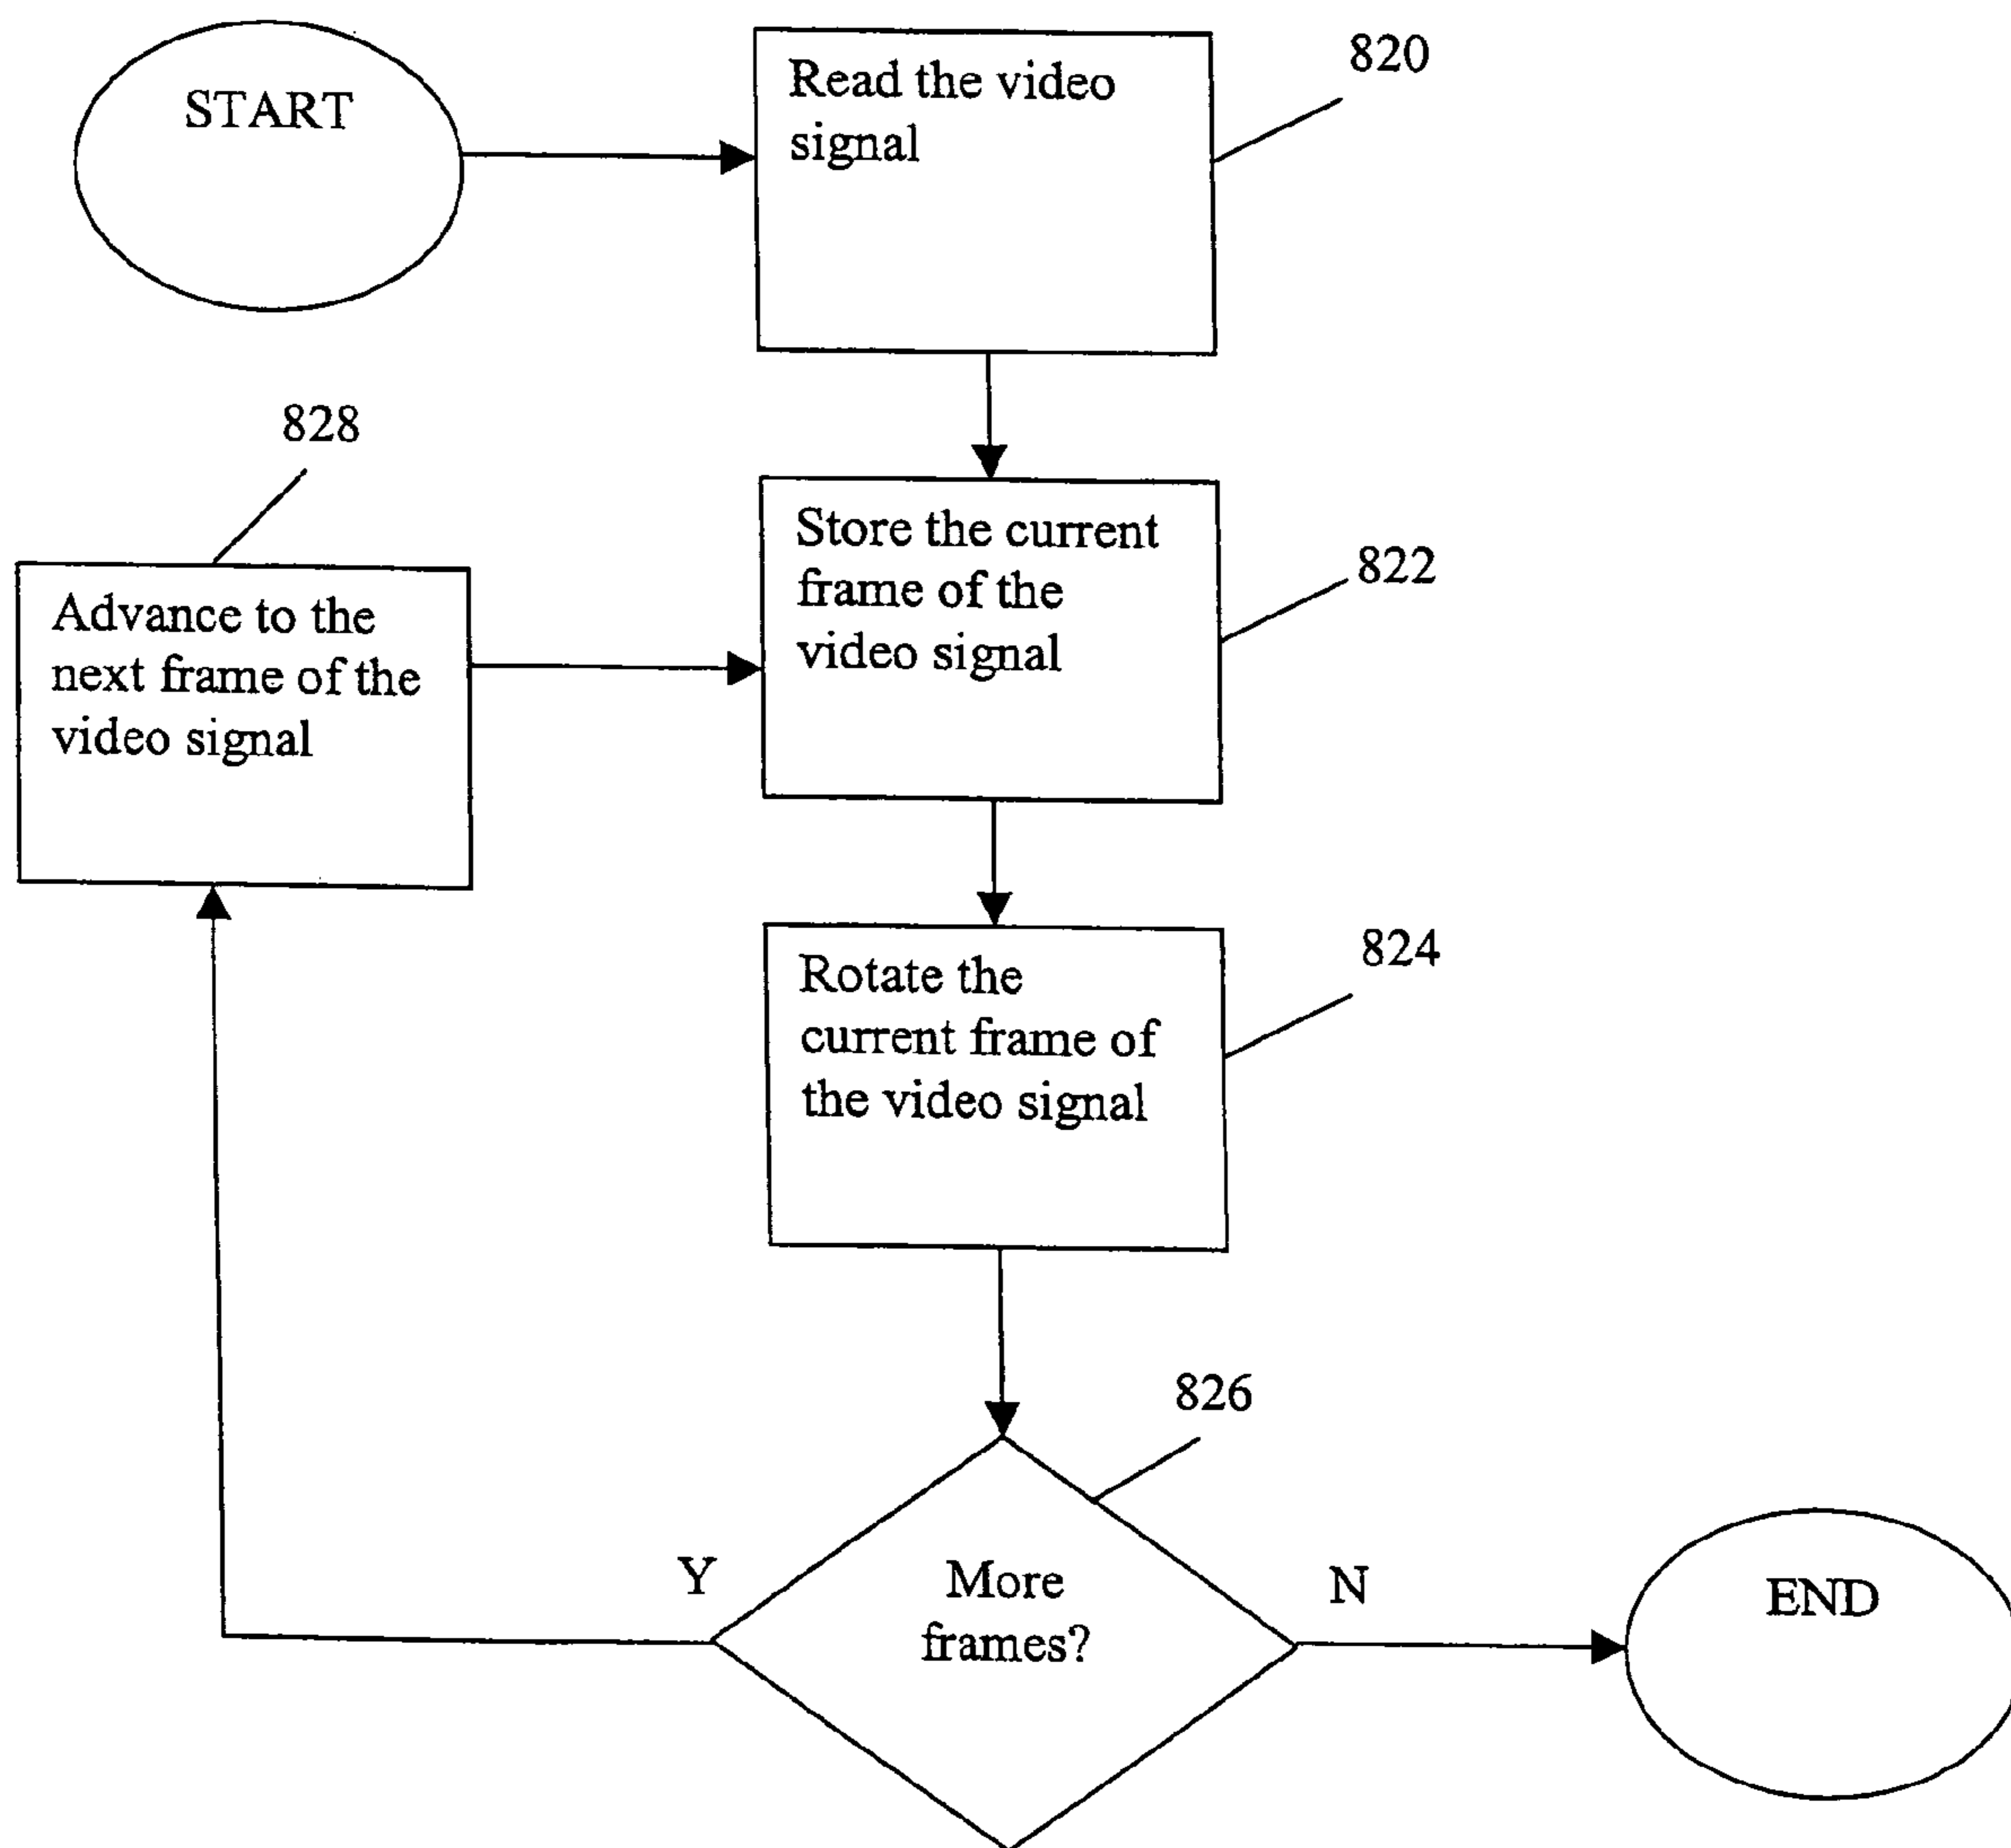 START
Read the video
signal
820
828
Store the current
frame of the
video signal
822
Advance to the
next frame of the
video signal
Rotate the
current frame of
the video signal
824
826
Y
More
frames?
N
END